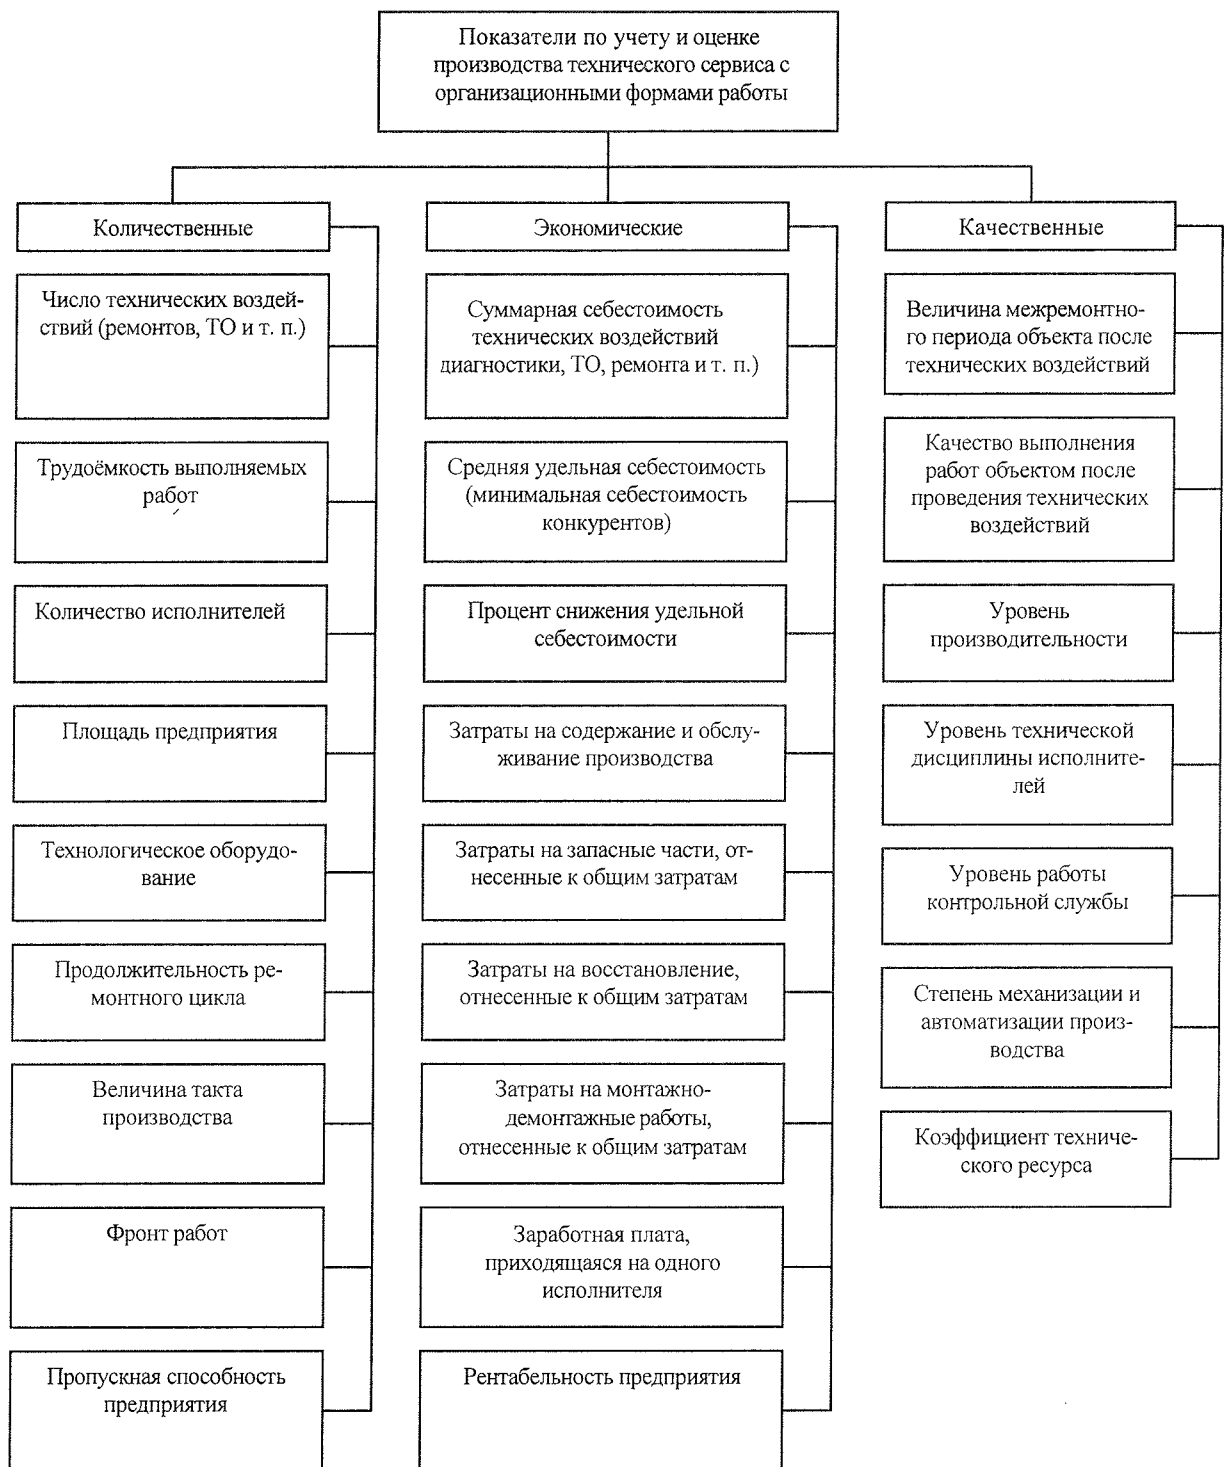 Показатели по учету и оценке
производства технического сервиса с
организационными формами работы
Количественные
Число технических воздей-
ствий (ремонтов, ТО и т. п.)
Трудоёмкость выполняемых
работ
Количество исполнителей
Площадь предприятия
Технологическое оборудо-
вание
Продолжительность ре-
монтного цикла
Величина такта
производства
Фронт работ
Пропускная способность
предприятия
Экономические
Суммарная себестоимость
технических воздействий
диагностики, ТО, ремонта и т. п.)
Средняя удельная себестоимость
(минимальная себестоимость
конкурентов)
Процент снижения удельной
себестоимости
Затраты на содержание и обслу-
живание производства
Затраты на запасные части, от-
несенные к общим затратам
Затраты на восстановление,
отнесенные к общим затратам
Затраты на монтажно-
демонтажные работы,
отнесенные к общим затратам
Заработная плата,
приходящаяся на одного
исполнителя
Рентабельность предприятия
Качественные
Величина межремонтно-
го периода объекта после
технических воздействий
Качество выполнения
работ объектом после
проведения технических
воздействий
Уровень
производительности
Уровень технической
дисциплины исполните-
лей
Уровень работы
контрольной службы
Степень механизации и
автоматизации произ-
водства
Коэффициент техниче-
ского ресурса